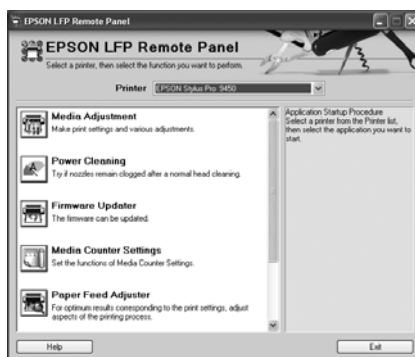 EPSON LFP Remote Panel
EPSON LFP Remote Panel
Select a printer, then select the function you want to perform.
Printer EPSON Stylus Pro 9450
Media Adjustment
Make print settings and various adjustments.
Power Cleaning
Try if nozzles remain clogged after a normal head cleaning.
Firmware Updater
The firmware can be updated.
Media Counter Settings
Set the functions of Media Counter Settings.
Paper Feed Adjuster
For optimum results corresponding to the print settings, adjust
aspects of the printing process.
Application Startup Procedure
Select a printer from the Printer list,
then select the application you want to
start.
Help
Exit